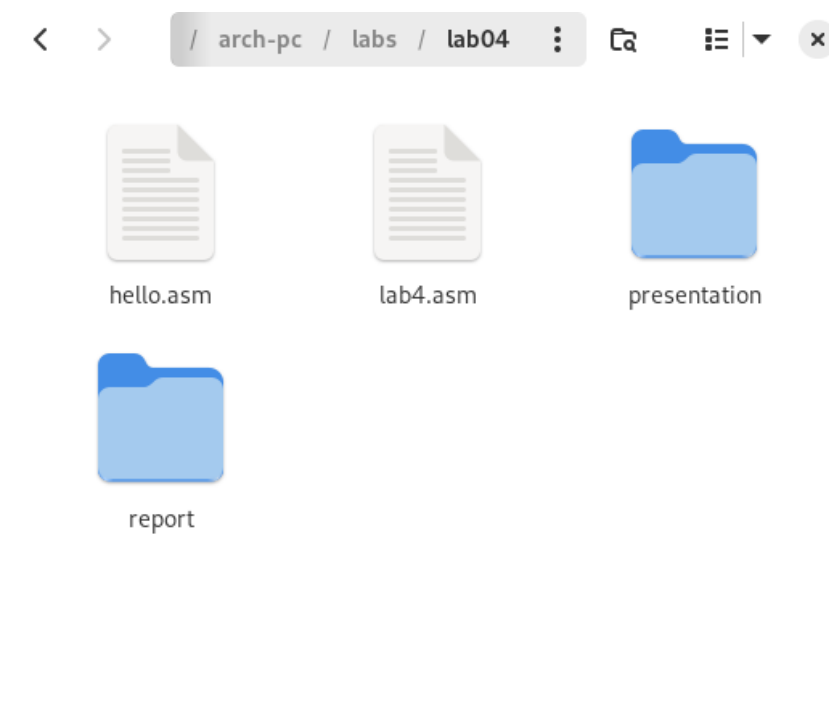 / arch-pc / labs / lab04
hello.asm
lab4.asm
presentation
report